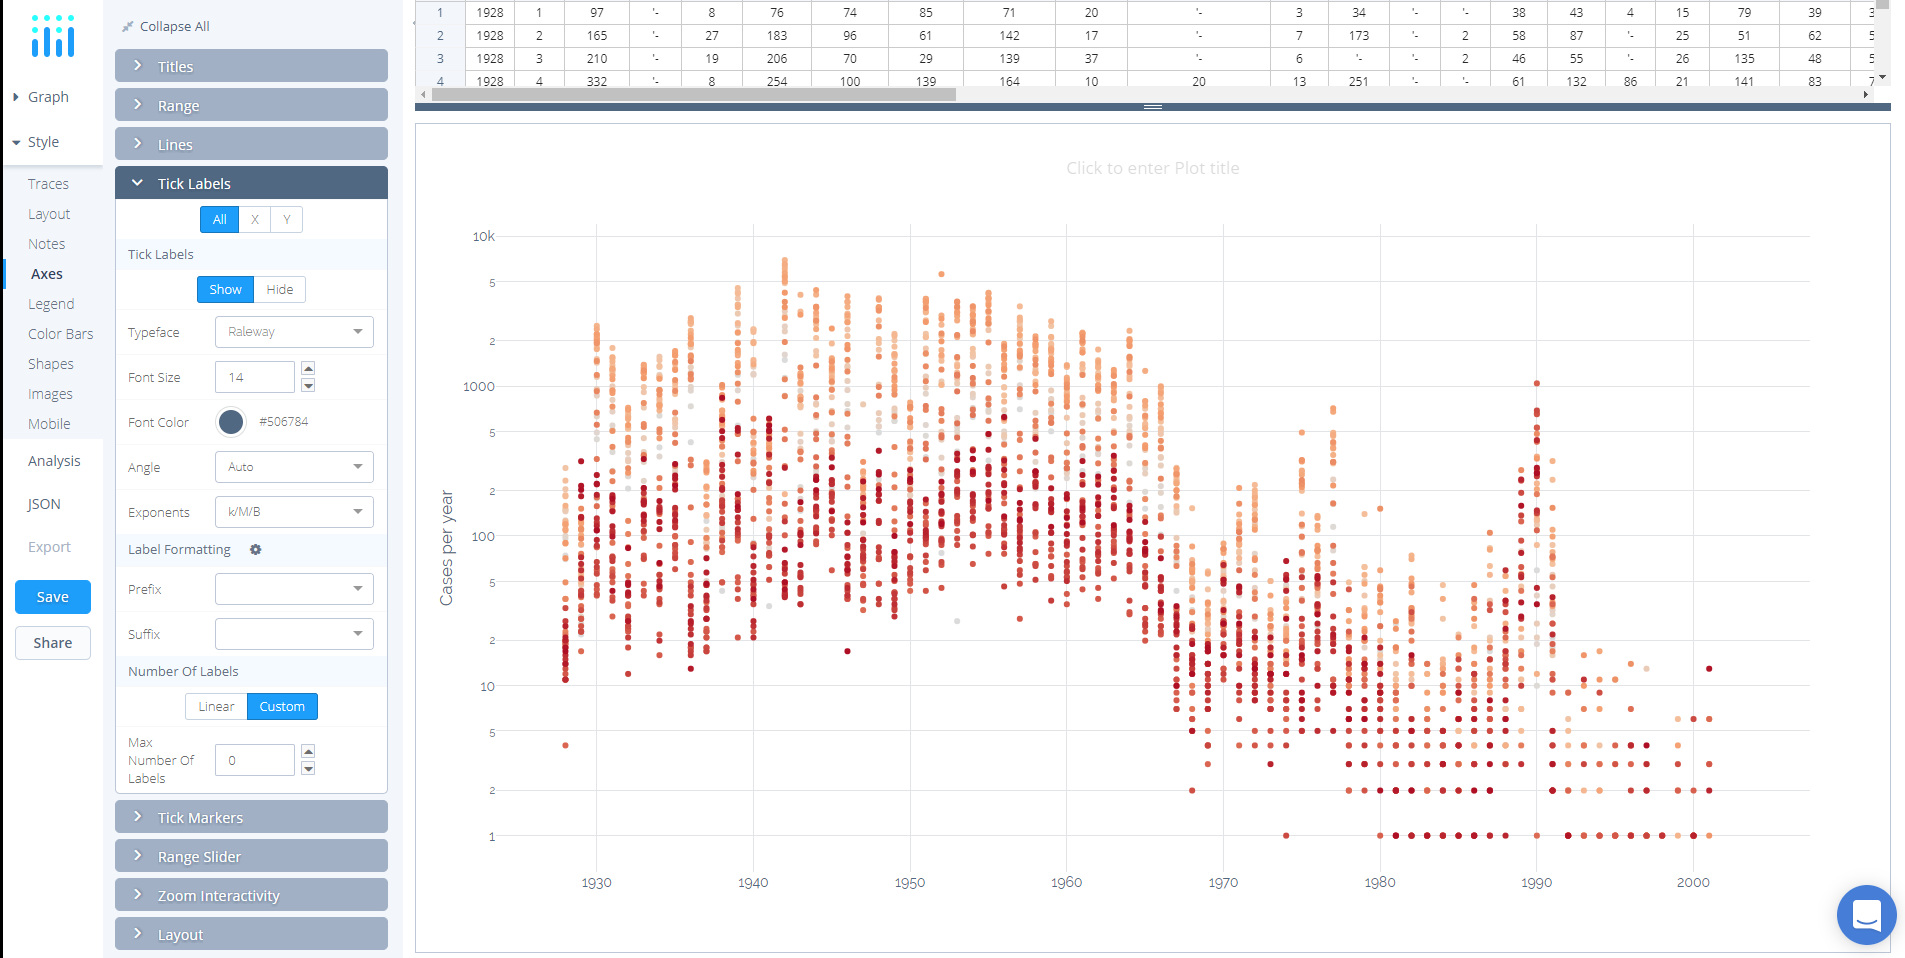 Collapse All
Titles
Range
Lines
Tick Labels
All X Y
Tick Labels
Show Hide
Typeface Raleway
Font Size 14
Font Color #506784
Angle Auto
Exponents k/M/B
Label Formatting
Prefix
Suffix
Number Of Labels
Linear Custom
Max
Number Of
Labels
0
Tick Markers
Range Slider
Zoom Interactivity
Layout
Graph
Style
Traces
Layout
Notes
Axes
Legend
Color Bars
Shapes
Images
Mobile
Analysis
JSON
Export
Save
Share
1 1928 1 97 '- 8 76 74 85 71 20 '- 3 34 '- '- 38 43 4 15 79 39
2 1928 2 165 '- 27 183 96 61 142 17 '- 7 173 '- 2 58 87 '- 25 51 62
3 1928 3 210 '- 19 206 70 29 139 37 '- 6 '- '- 2 46 55 '- 26 135 48
4 1928 4 332 '- 8 254 100 139 164 10 20 13 251 '- '- 61 132 86 21 141 83
Click to enter Plot title
Cases per year
10k
5
2
1000
5
2
100
5
2
10
5
2
1
1930 1940 1950 1960 1970 1980 1990 2000